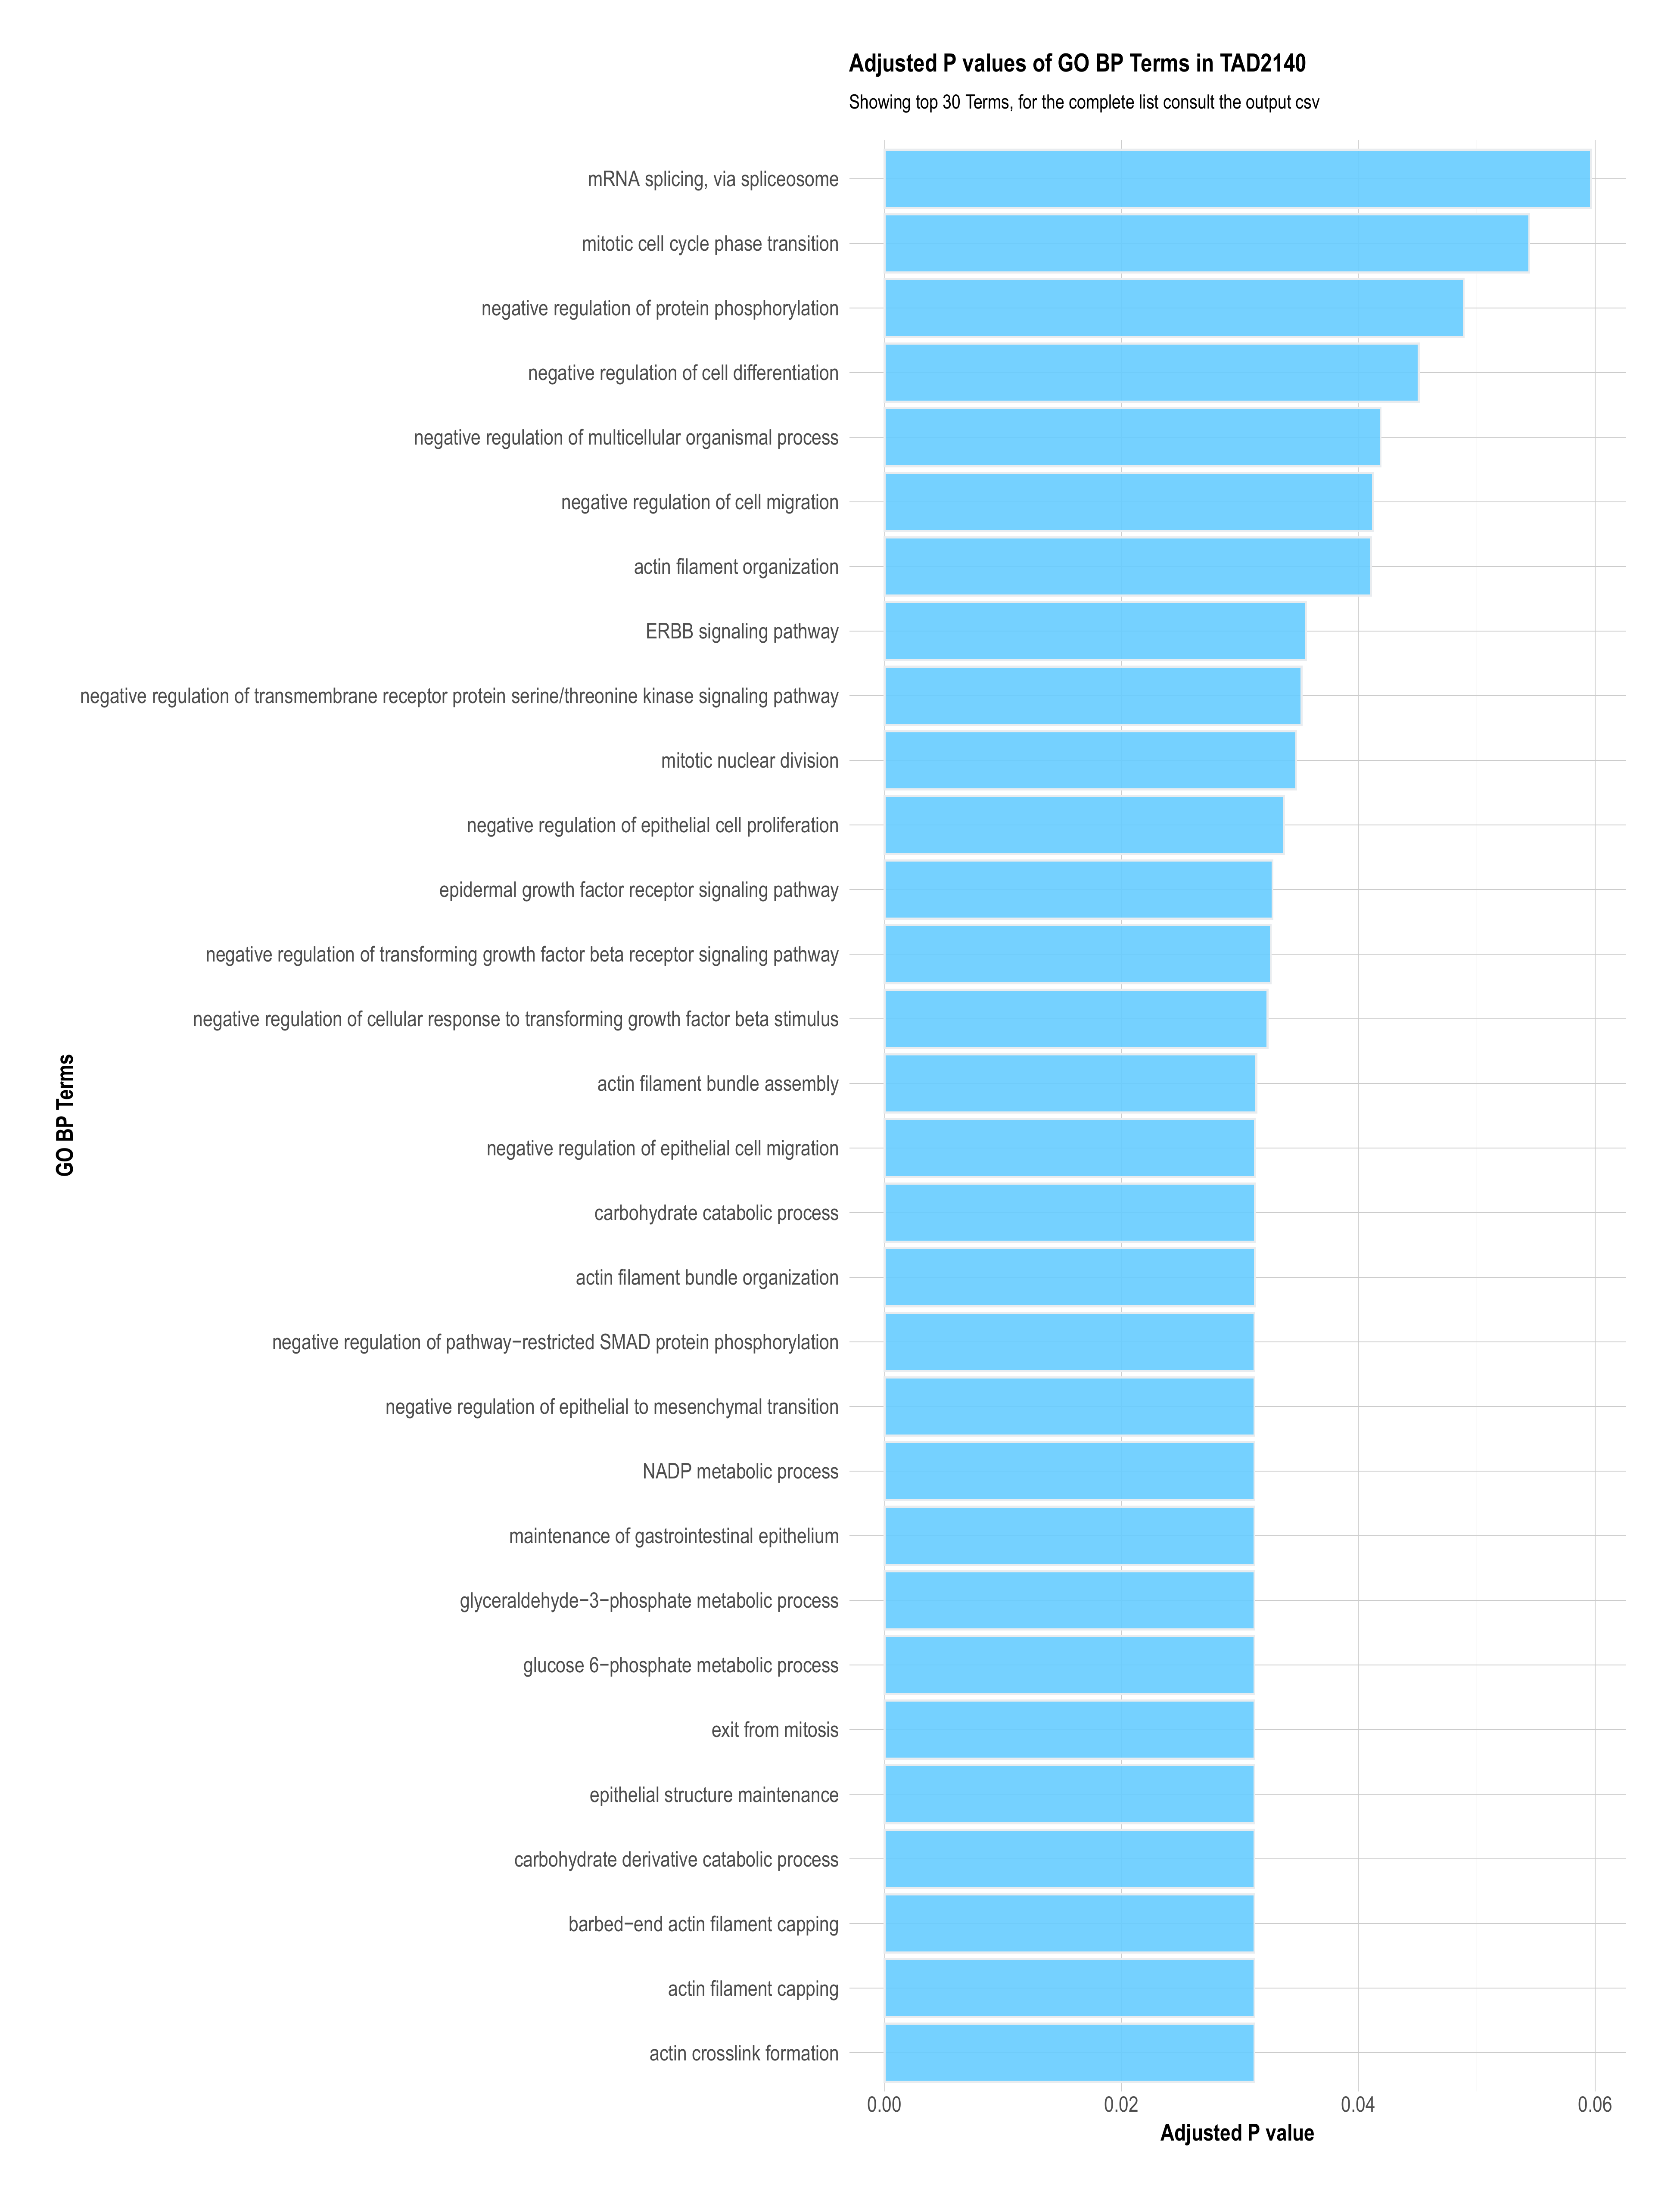 Adjusted P values of GO BP Terms in TAD2140
Showing top 30 Terms, for the complete list consult the output csv
mRNA splicing, via spliceosome
mitotic cell cycle phase transition
negative regulation of protein phosphorylation
negative regulation of cell differentiation
negative regulation of multicellular organismal process
negative regulation of cell migration
actin filament organization
ERBB signaling pathway
negative regulation of transmembrane receptor protein serine/threonine kinase signaling pathway
mitotic nuclear division
negative regulation of epithelial cell proliferation
epidermal growth factor receptor signaling pathway
negative regulation of transforming growth factor beta receptor signaling pathway
negative regulation of cellular response to transforming growth factor beta stimulus
actin filament bundle assembly
negative regulation of epithelial cell migration
carbohydrate catabolic process
actin filament bundle organization
negative regulation of pathway−restricted SMAD protein phosphorylation
negative regulation of epithelial to mesenchymal transition
NADP metabolic process
maintenance of gastrointestinal epithelium
glyceraldehyde−3−phosphate metabolic process
glucose 6−phosphate metabolic process
exit from mitosis
epithelial structure maintenance
carbohydrate derivative catabolic process
barbed−end actin filament capping
actin filament capping
actin crosslink formation
GO BP Terms
0.00 0.02 0.04 0.06
Adjusted P value